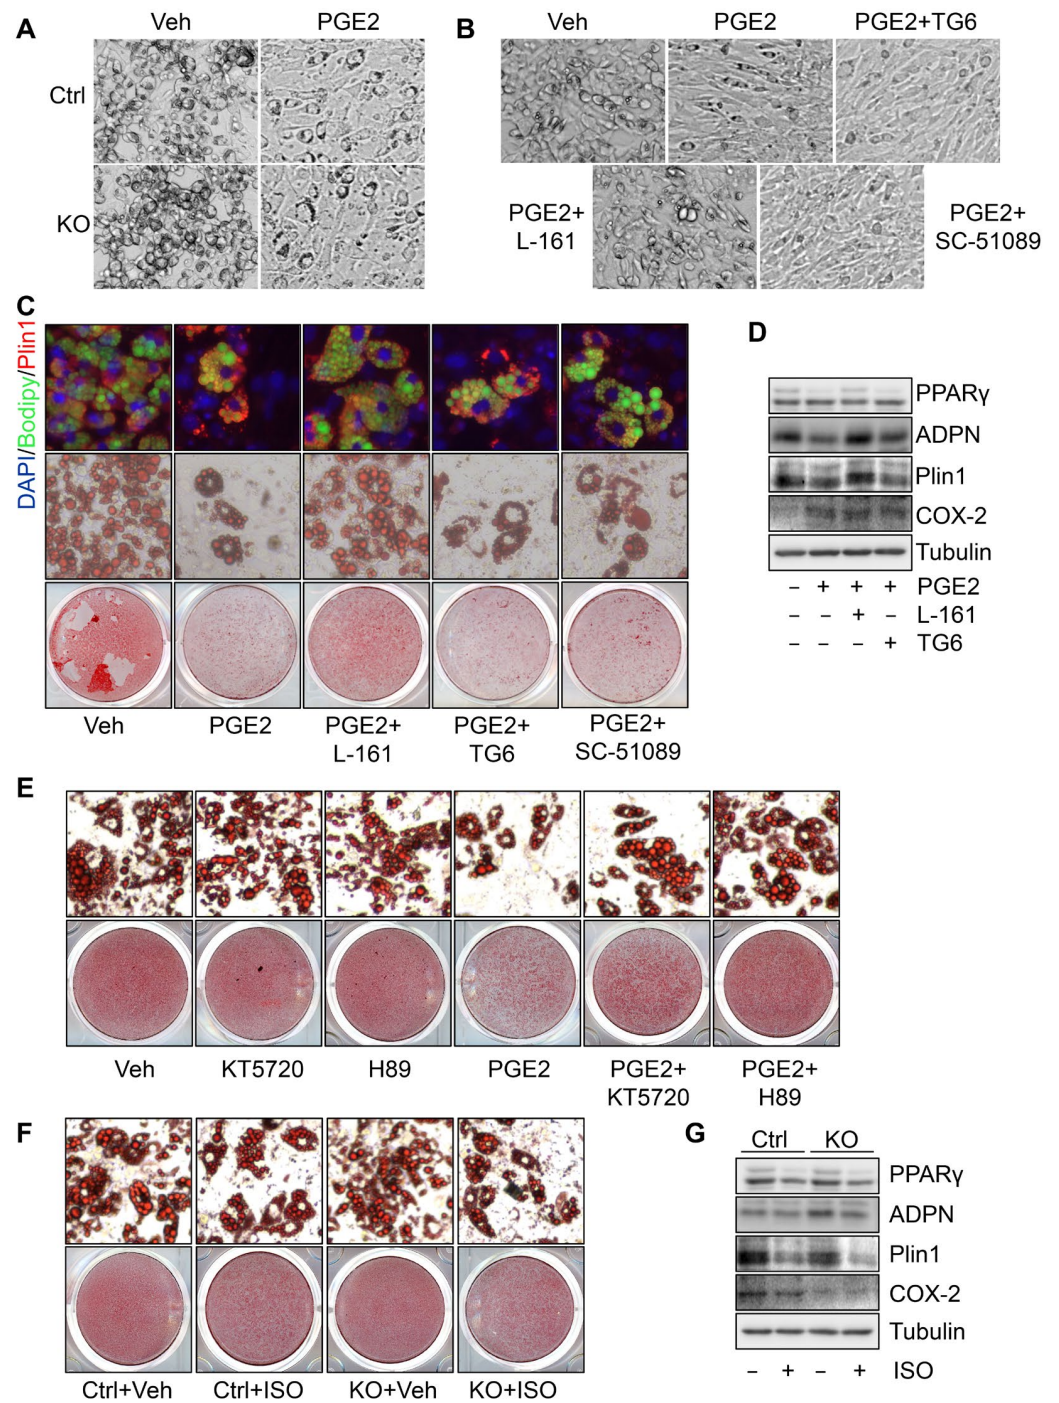 A
Veh
PGE2
Ctrl
KO
B
Veh
PGE2
PGE2+TG6
PGE2+
L-161
PGE2+
SC-51089
C
DAPI/Bodipy/Plin1
Veh
PGE2
PGE2+
L-161
PGE2+
TG6
PGE2+
SC-51089
D
PPARγ
ADPN
Plin1
COX-2
Tubulin
– + + + PGE2
– – + – L-161
– – – + TG6
E
Veh
KT5720
H89
PGE2
PGE2+
KT5720
PGE2+
H89
F
Ctrl+Veh
Ctrl+ISO
KO+Veh
KO+ISO
G
Ctrl
KO
PPARγ
ADPN
Plin1
COX-2
Tubulin
– + – + ISO